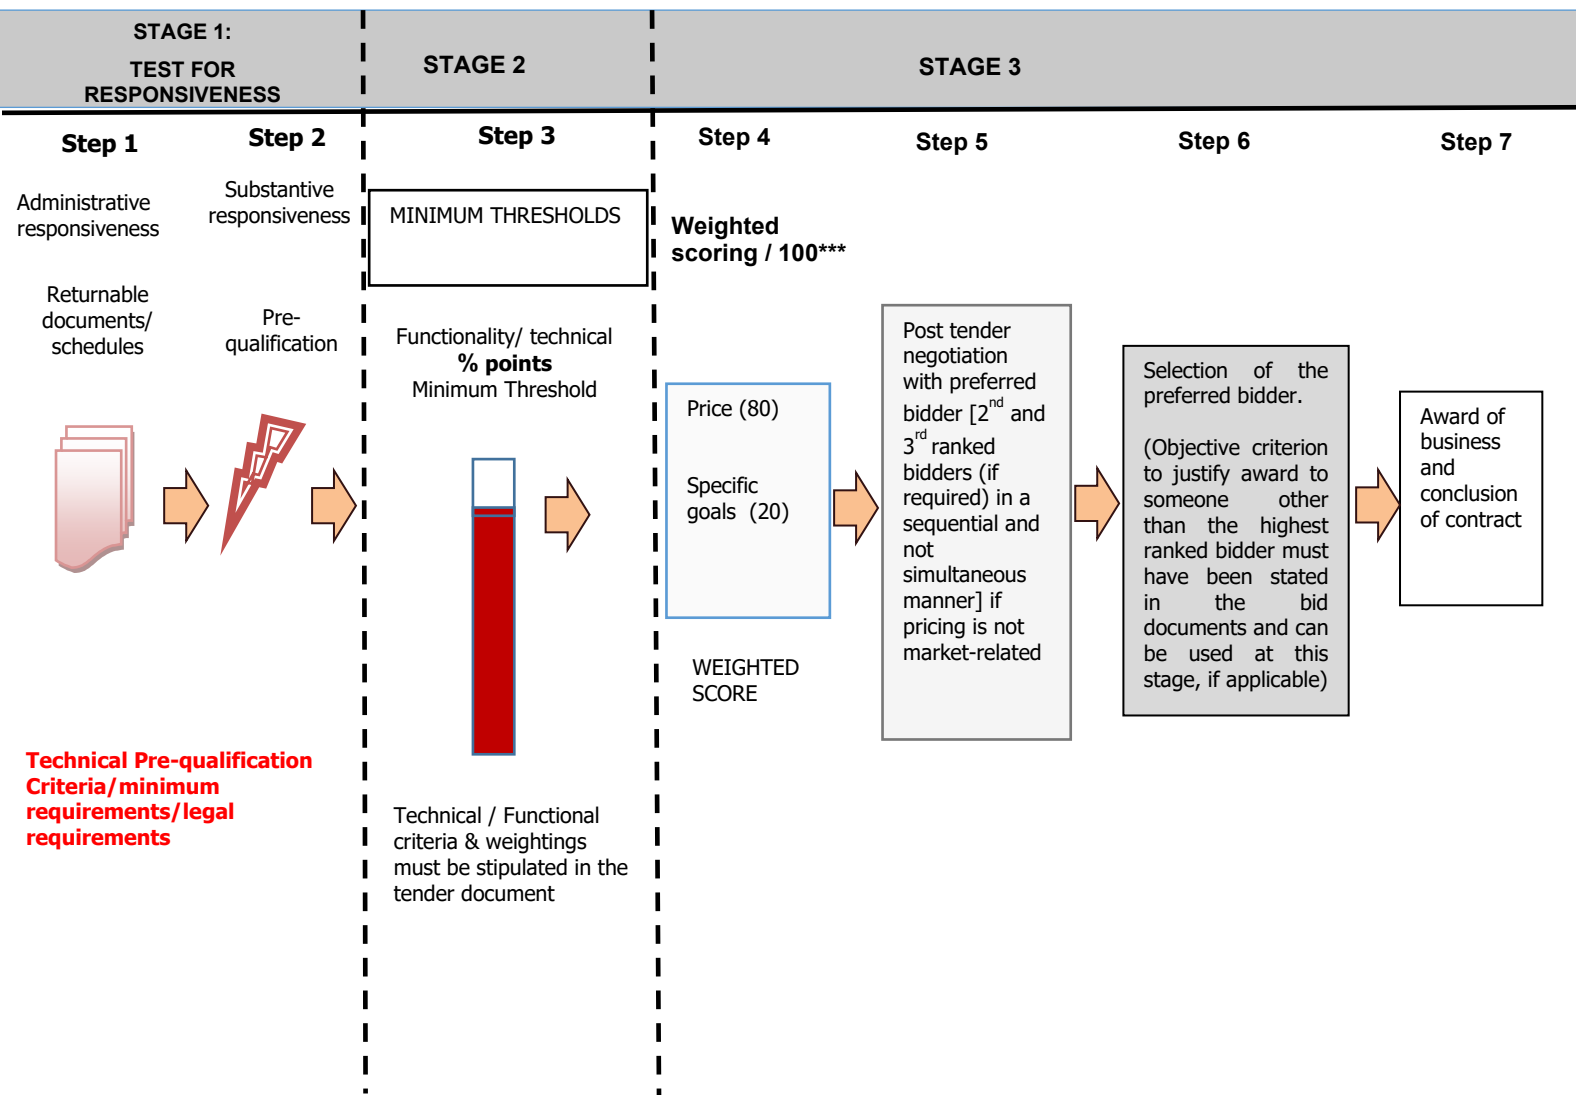 STAGE 1:
TEST FOR
RESPONSIVENESS
STAGE 2
STAGE 3
Step 1
Step 2
Step 3
Step 4
Step 5
Step 6
Step 7
Administrative
responsiveness
Returnable
documents/
schedules
Substantive
responsiveness
Pre-
qualification
Technical Pre-qualification
Criteria/minimum
requirements/legal
requirements
MINIMUM THRESHOLDS
Functionality/ technical
% points
Minimum Threshold
Technical / Functional
criteria & weightings
must be stipulated in the
tender document
Weighted
scoring / 100***
Price (80)
Specific
goals (20)
WEIGHTED
SCORE
Post tender
negotiation
with preferred
bidder [2nd and
3rd ranked
bidders (if
required) in a
sequential and
not
simultaneous
manner] if
pricing is not
market-related
Selection of the
preferred bidder.
(Objective criterion
to justify award to
someone other
than the highest
ranked bidder must
have been stated
in the bid
documents and can
be used at this
stage, if applicable)
Award of
business
and
conclusion
of contract